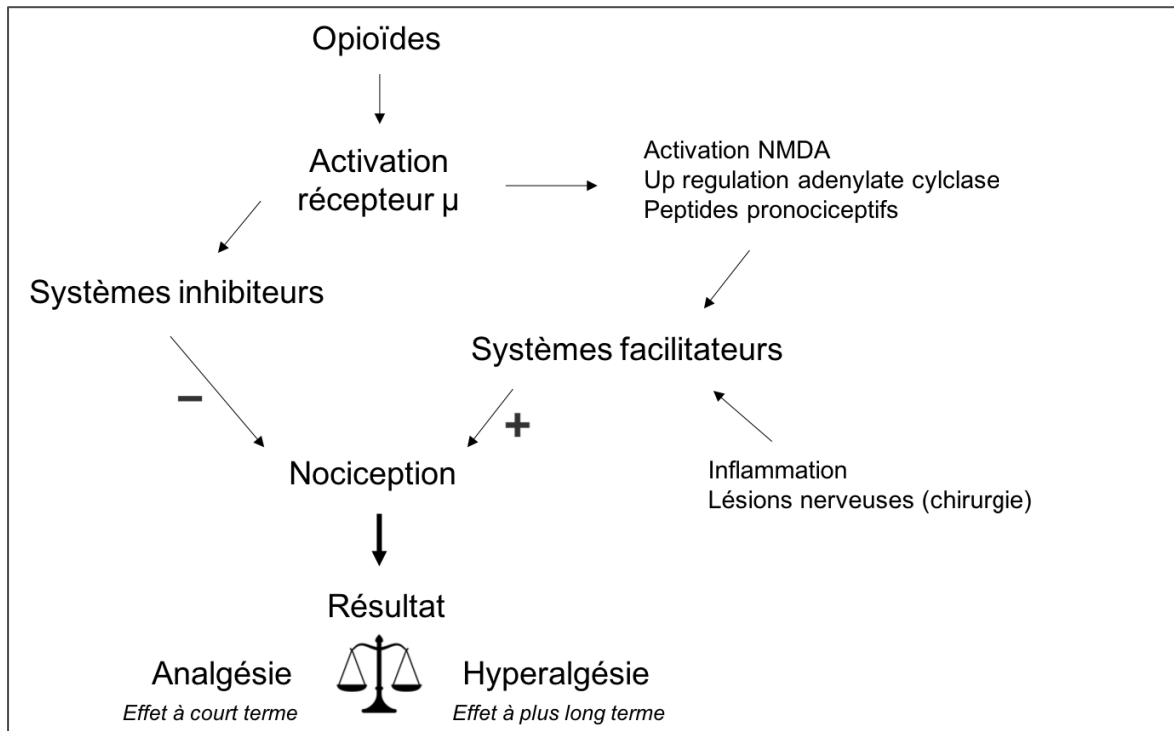 Opioïdes
Activation
récepteur µ
Activation NMDA
Up regulation adenylate cylclase
Peptides pronociceptifs
Systèmes inhibiteurs
Systèmes facilitateurs
−
+
Nociception
Inflammation
Lésions nerveuses (chirurgie)
Résultat
Analgésie
Effet à court terme
Hyperalgésie
Effet à plus long terme